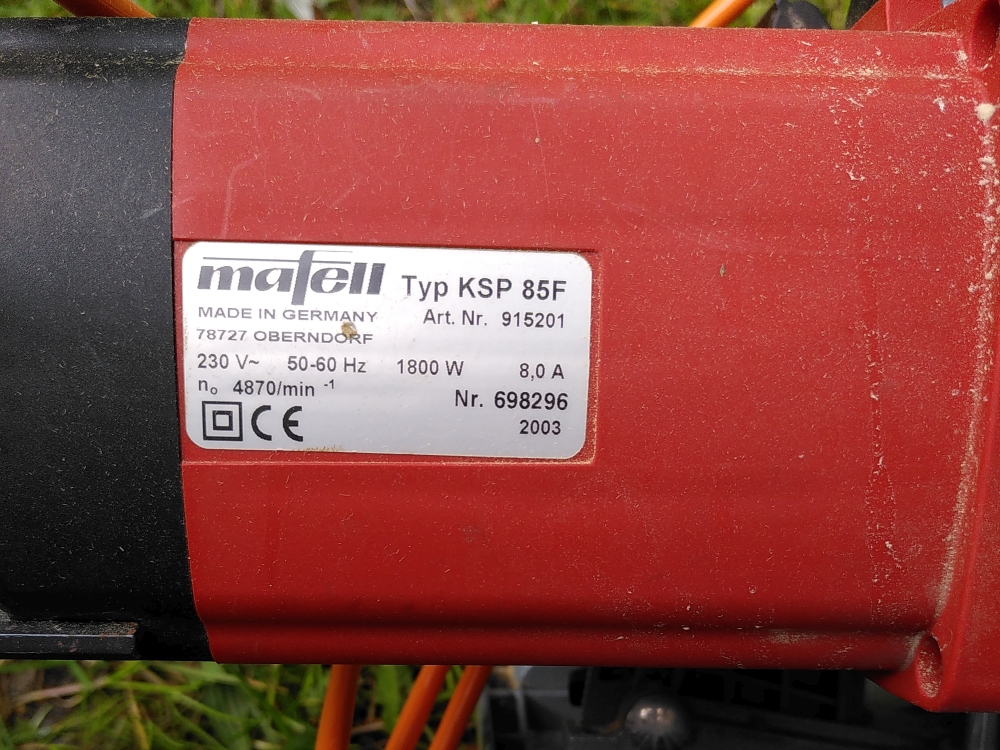 mafell Typ KSP 85F
MADE IN GERMANY Art. Nr. 915201
78727 OBERNDORF
230 V~ 50-60 Hz 1800 W 8,0 A
n₀ 4870/min ⁻¹
Nr. 698296
CE 2003